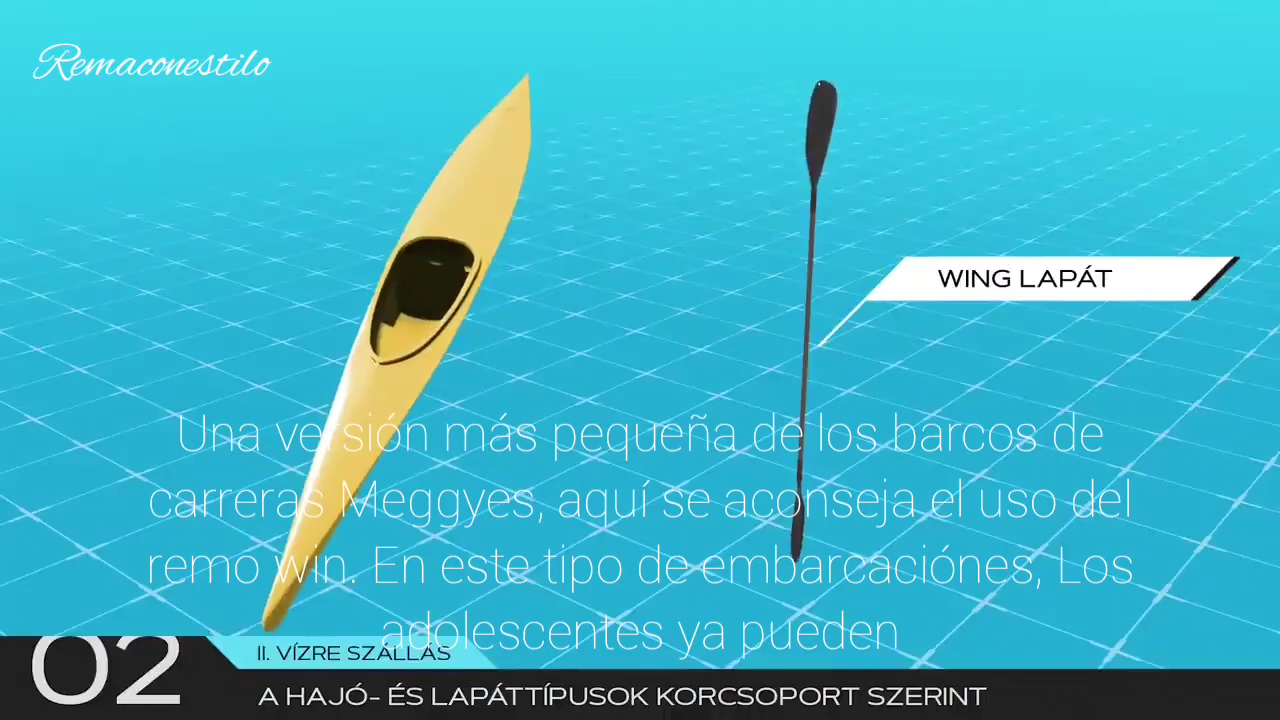 Remaconestilo
WING LAPÁT
Una versión más pequeña de los barcos de
carreras Meggyes, aquí se aconseja el uso del
remo win. En este tipo de embarcaciónes, Los
adolescentes ya pueden
02
II. VÍZRE SZÁLLÁS
A HAJÓ- ÉS LAPÁTTÍPUSOK KORCSOPORT SZERINT